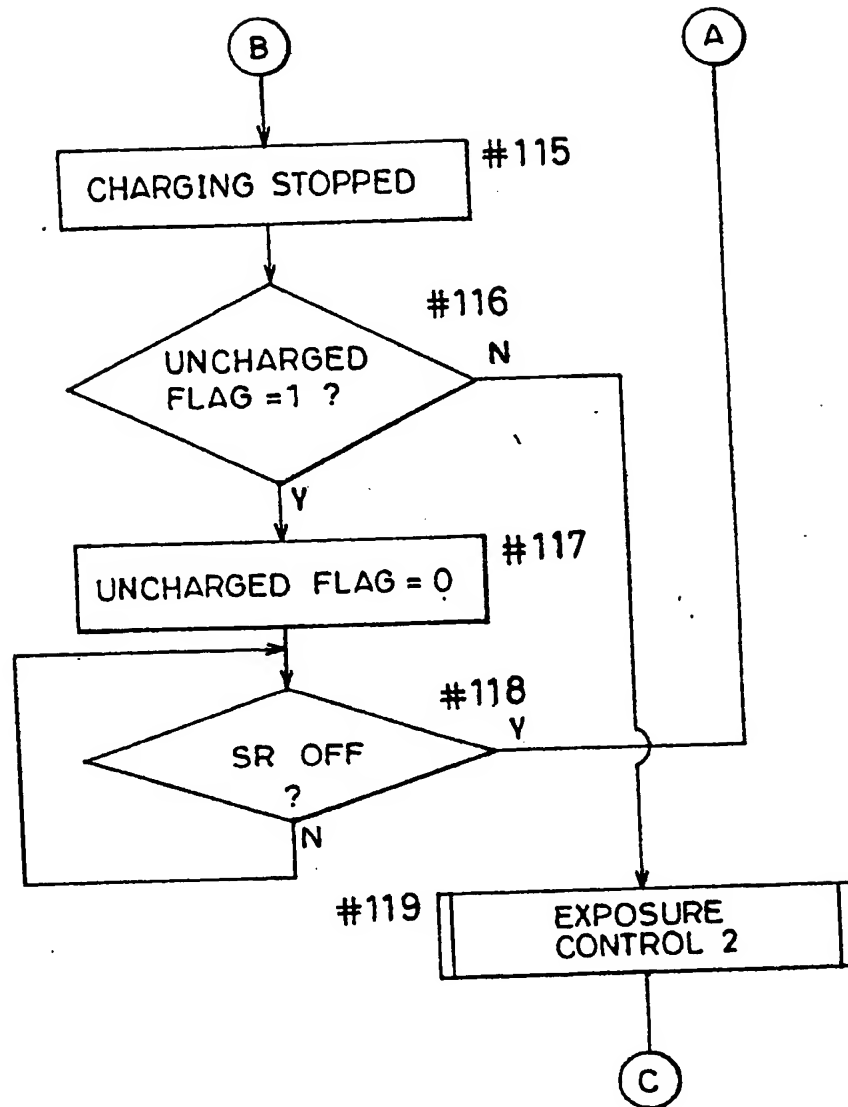 B
A
CHARGING STOPPED
#115
#116
UNCHARGED
FLAG = 1 ?
N
Y
UNCHARGED FLAG = 0
#117
#118
SR OFF
?
Y
N
#119
EXPOSURE
CONTROL 2
C